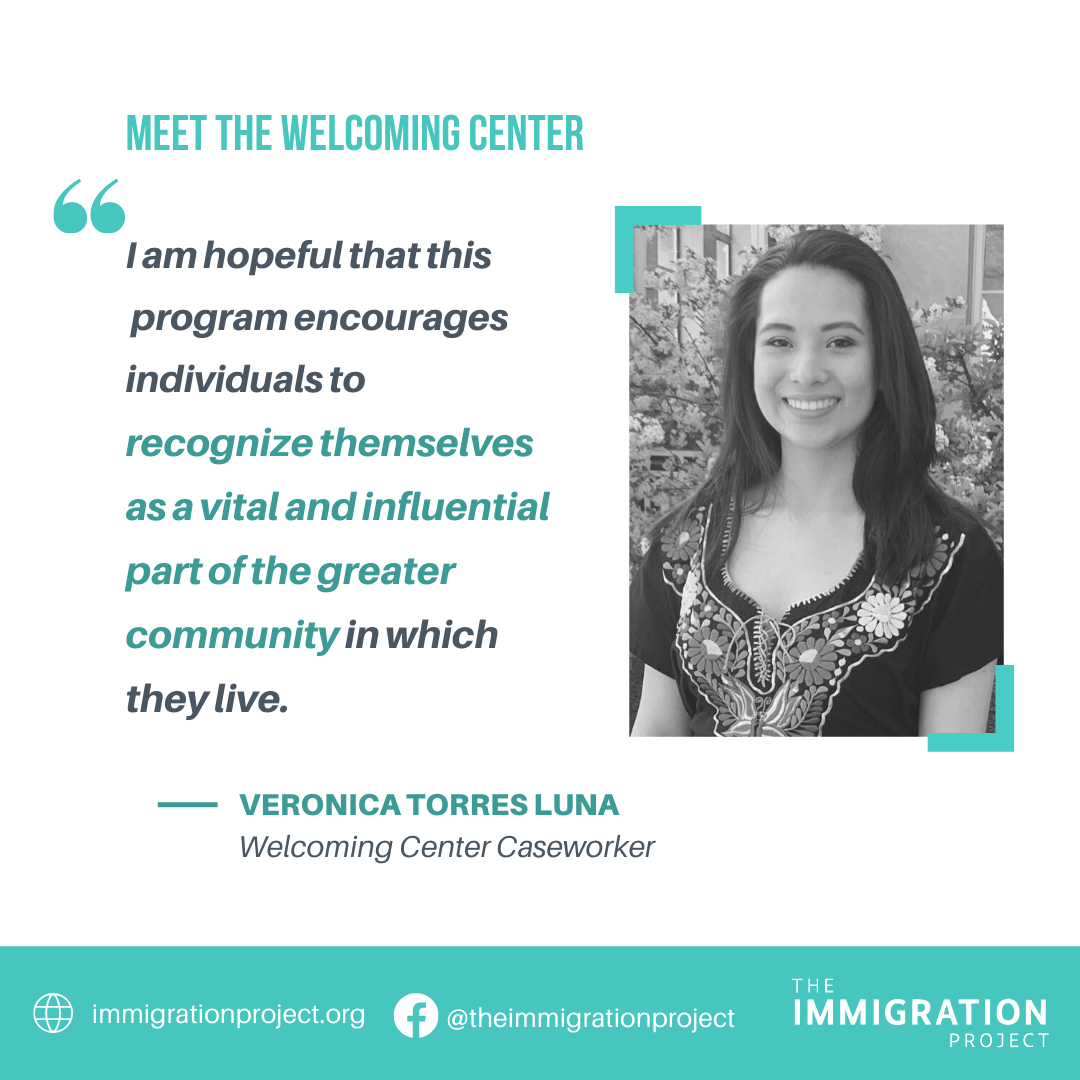 MEET THE WELCOMING CENTER
“
I am hopeful that this
program encourages
individuals to
recognize themselves
as a vital and influential
part of the greater
community in which
they live.
VERONICA TORRES LUNA
Welcoming Center Caseworker
immigrationproject.org
@theimmigrationproject
THE
IMMIGRATION
PROJECT